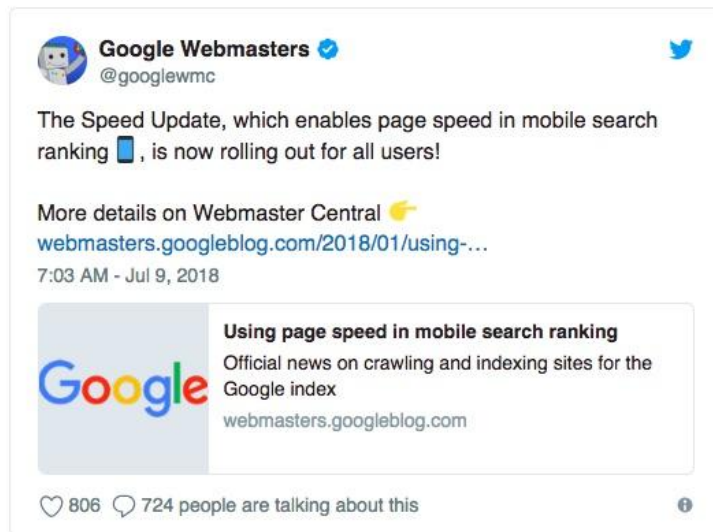 Google Webmasters
@googlewmc
The Speed Update, which enables page speed in mobile search
ranking 📱, is now rolling out for all users!
More details on Webmaster Central 👉
webmasters.googleblog.com/2018/01/using-...
7:03 AM - Jul 9, 2018
Google
Using page speed in mobile search ranking
Official news on crawling and indexing sites for the
Google index
webmasters.googleblog.com
806 724 people are talking about this